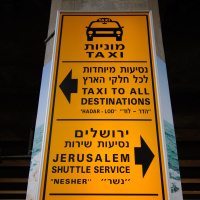 מוניות
TAXI
נסיעות מיוחדות
לכל חלקי הארץ
TAXI TO ALL
DESTINATIONS
"HADAR - LOD" "הדר - לוד"
ירושלים
נסיעות שירות
JERUSALEM
SHUTTLE SERVICE
"NESHER" "נשר"